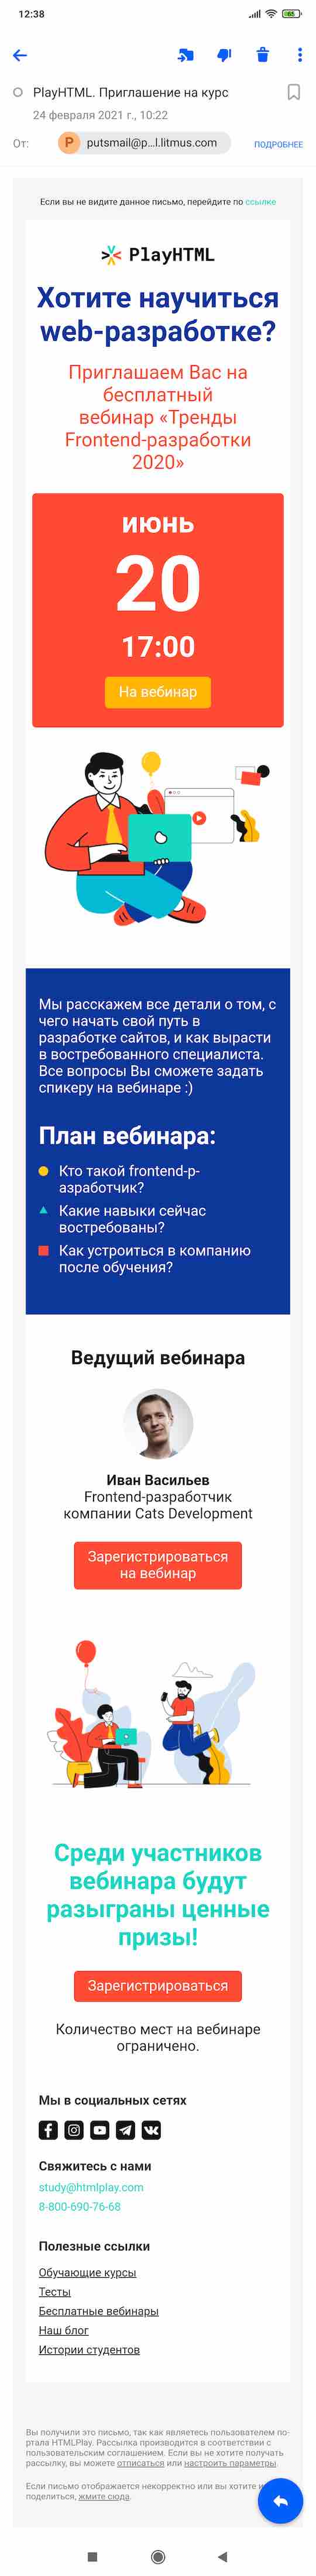 12:38
65
PlayHTML. Приглашение на курс
24 февраля 2021 г., 10:22
От:
P putsmail@p...l.litmus.com
ПОДРОБНЕЕ
Если вы не видите данное письмо, перейдите по ссылке
PlayHTML
Хотите научиться
web-разработке?
Приглашаем Вас на
бесплатный
вебинар «Тренды
Frontend-разработки
2020»
июнь
20
17:00
На вебинар
Мы расскажем все детали о том, с
чего начать свой путь в
разработке сайтов, и как вырасти
в востребованного специалиста.
Все вопросы Вы сможете задать
спикеру на вебинаре :)
План вебинара:
Кто такой frontend-р-
азработчик?
Какие навыки сейчас
востребованы?
Как устроиться в компанию
после обучения?
Ведущий вебинара
Иван Васильев
Frontend-разработчик
компании Cats Development
Зарегистрироваться
на вебинар
Среди участников
вебинара будут
разыграны ценные
призы!
Зарегистрироваться
Количество мест на вебинаре
ограничено.
Мы в социальных сетях
Свяжитесь с нами
study@htmlplay.com
8-800-690-76-68
Полезные ссылки
Обучающие курсы
Тесты
Бесплатные вебинары
Наш блог
Истории студентов
Вы получили это письмо, так как являетесь пользователем по-
ртала HTMLPlay. Рассылка производится в соответствии с
пользовательским соглашением. Если вы не хотите получать
рассылку, вы можете отписаться или настроить параметры.
Если письмо отображается некорректно или вы хотите и
поделиться, жмите сюда.